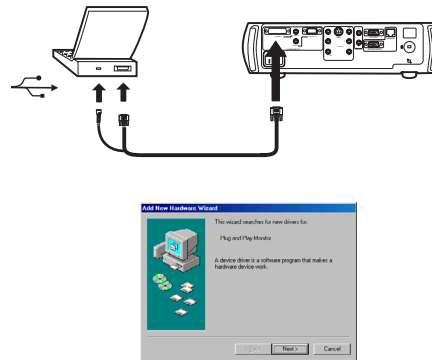 Add New Hardware Wizard
This wizard searches for new drivers for:
Plug and Play Monitor
A device driver is a software program that makes a
hardware device work.
< Back
Next >
Cancel